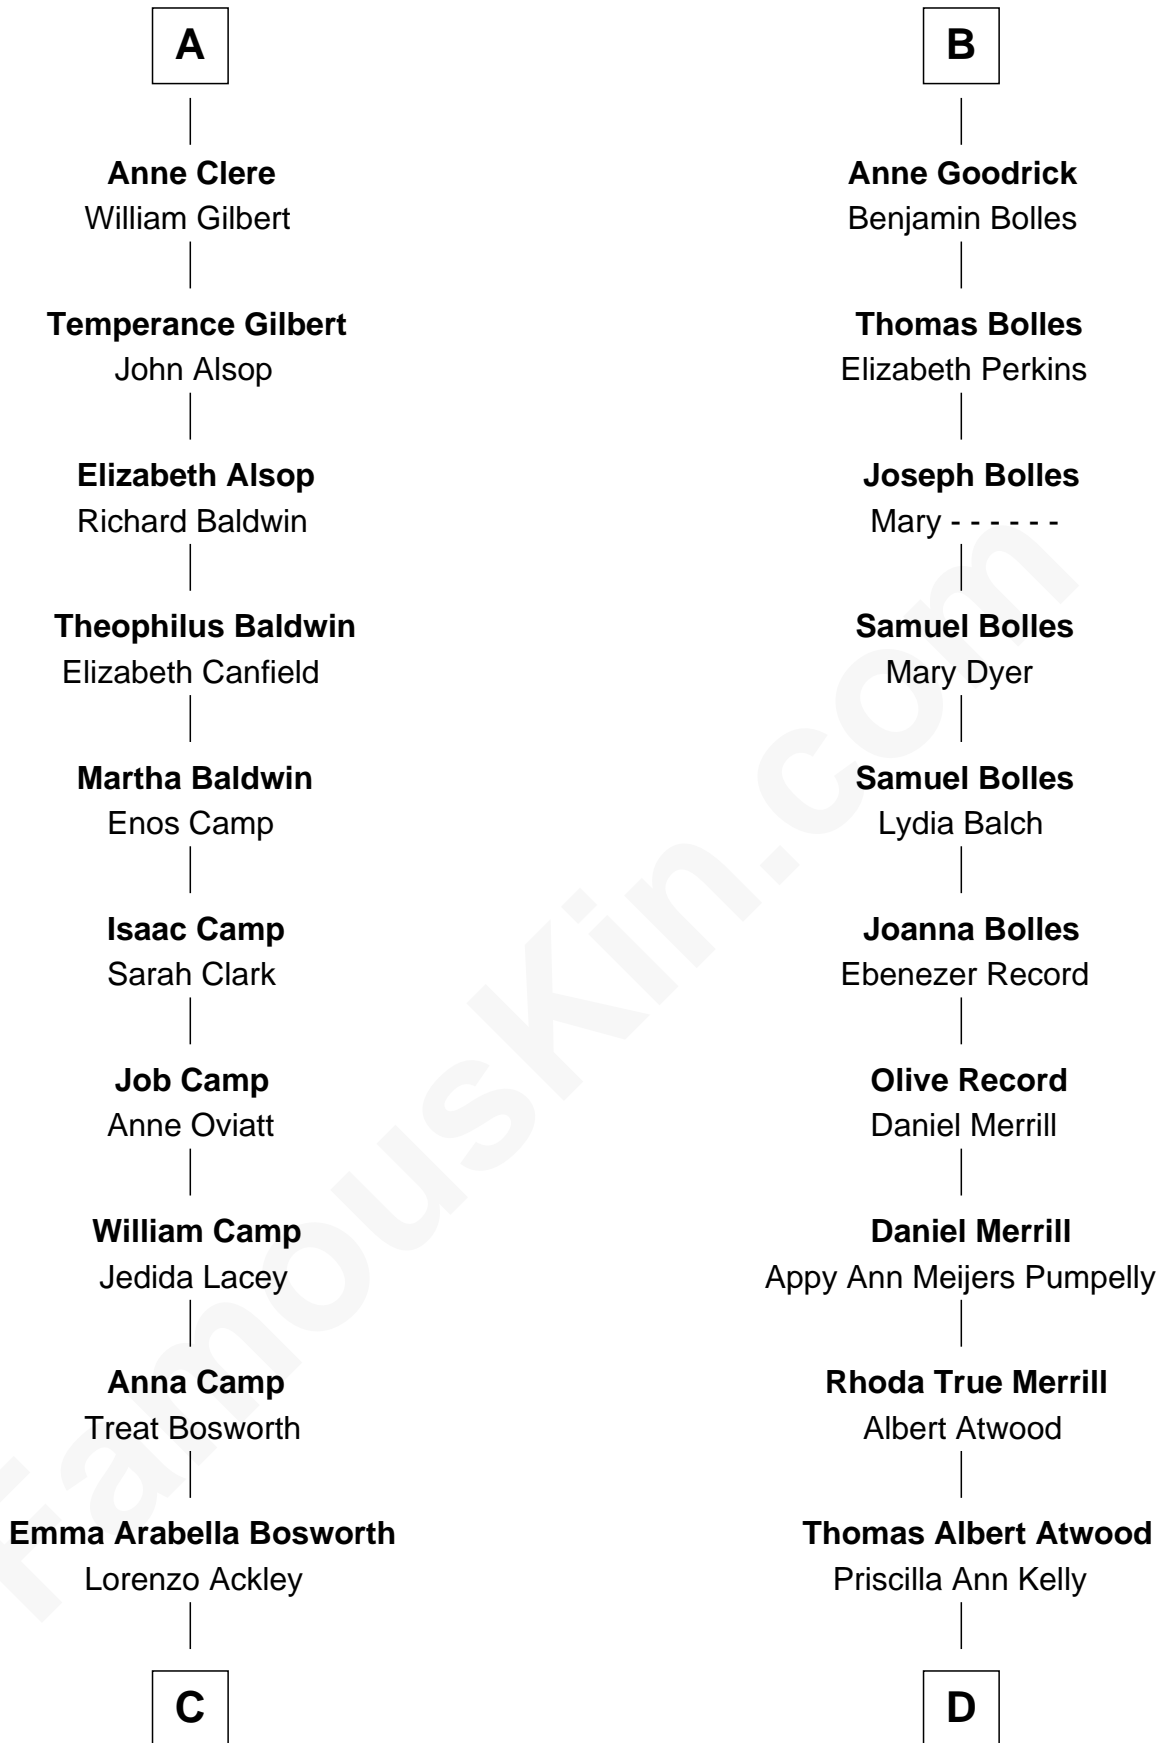 A
Anne Clere
William Gilbert
Temperance Gilbert
John Alsop
Elizabeth Alsop
Richard Baldwin
Theophilus Baldwin
Elizabeth Canfield
Martha Baldwin
Enos Camp
Isaac Camp
Sarah Clark
Job Camp
Anne Oviatt
William Camp
Jedida Lacey
Anna Camp
Treat Bosworth
Emma Arabella Bosworth
Lorenzo Ackley
C
B
Anne Goodrick
Benjamin Bolles
Thomas Bolles
Elizabeth Perkins
Joseph Bolles
Mary - - - - - -
Samuel Bolles
Mary Dyer
Samuel Bolles
Lydia Balch
Joanna Bolles
Ebenezer Record
Olive Record
Daniel Merrill
Daniel Merrill
Appy Ann Meijers Pumpelly
Rhoda True Merrill
Albert Atwood
Thomas Albert Atwood
Priscilla Ann Kelly
D
FamousKin.com